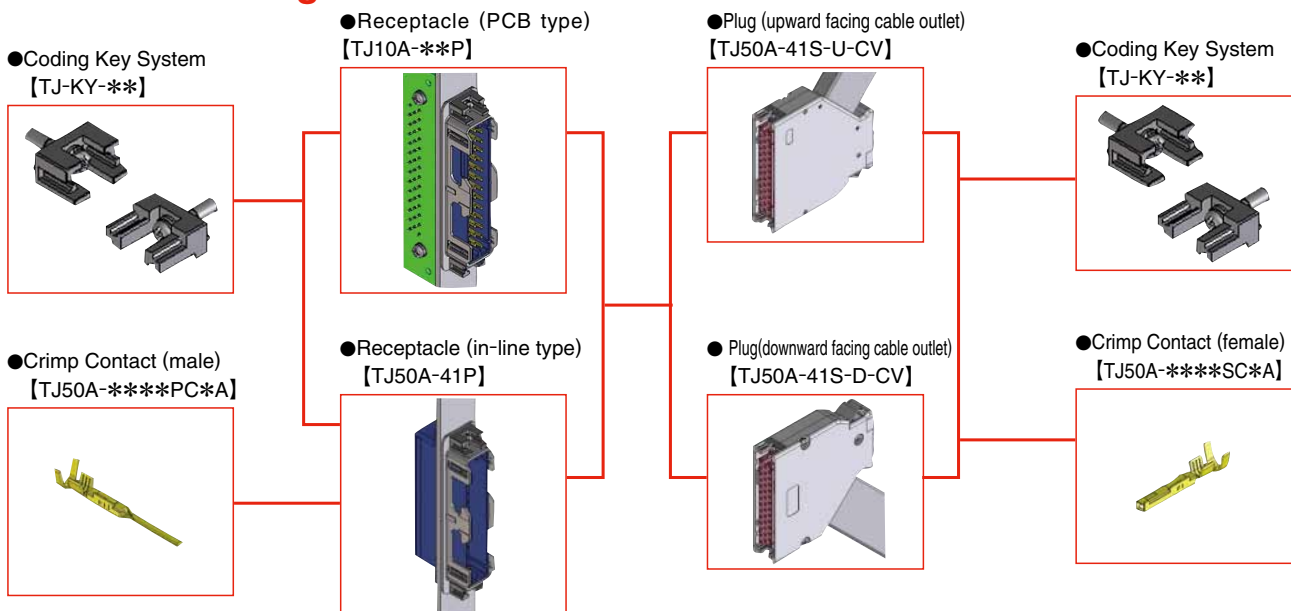 ●Coding Key System
【TJ-KY-**】
●Receptacle (PCB type)
【TJ10A-**P】
●Plug (upward facing cable outlet)
【TJ50A-41S-U-CV】
●Coding Key System
【TJ-KY-**】
●Crimp Contact (male)
【TJ50A-****PC*A】
●Receptacle (in-line type)
【TJ50A-41P】
● Plug(downward facing cable outlet)
【TJ50A-41S-D-CV】
●Crimp Contact (female)
【TJ50A-****SC*A】